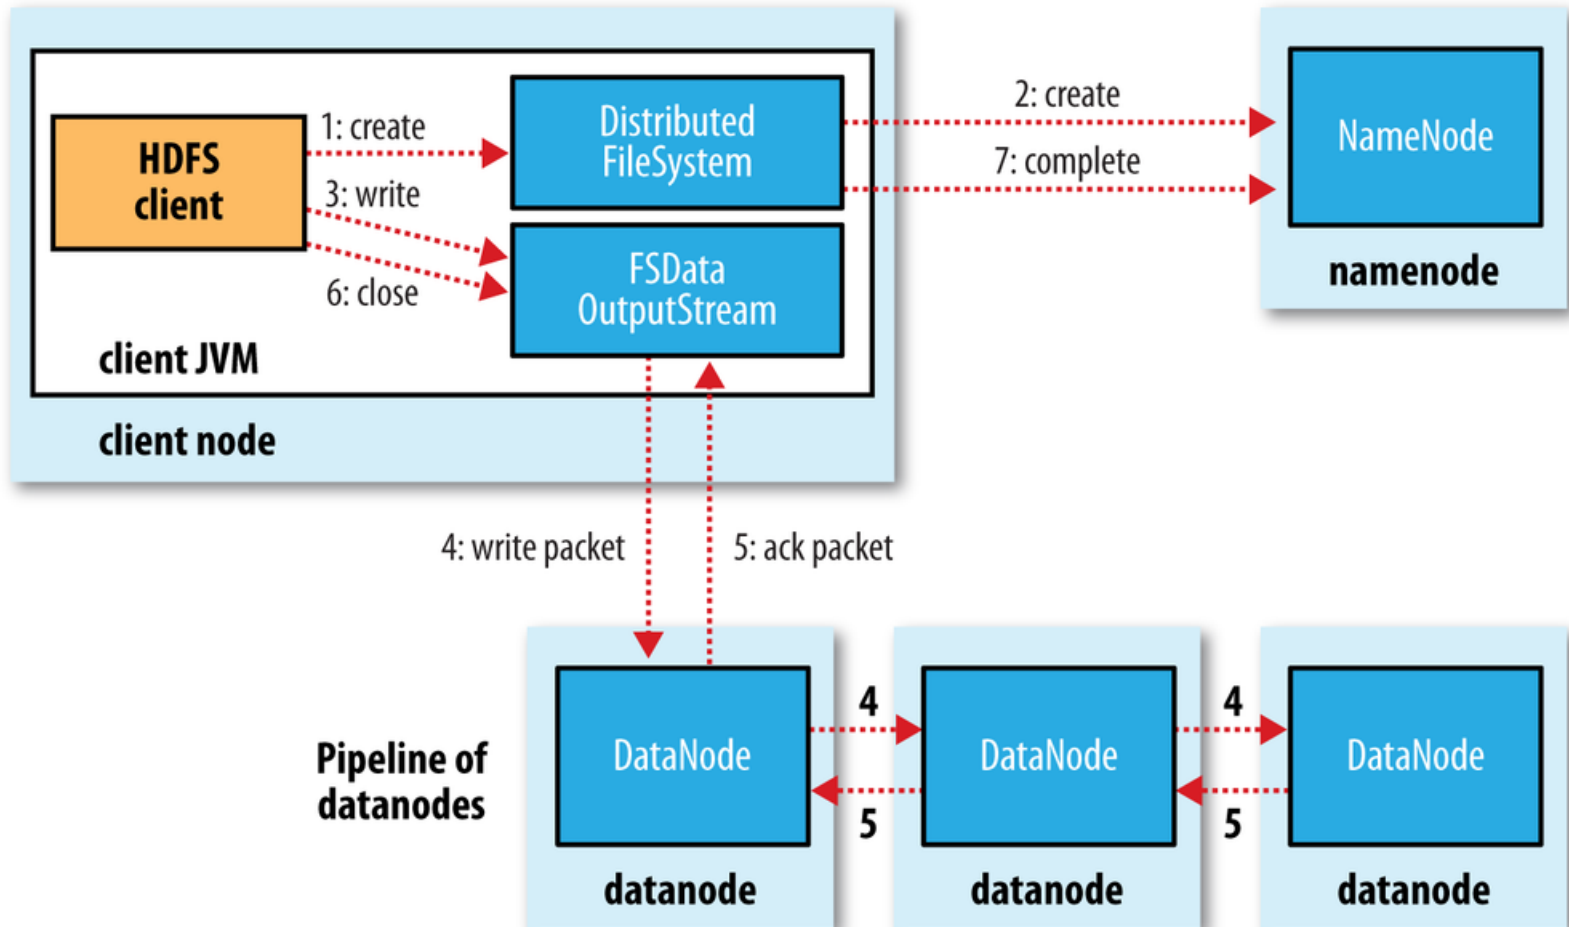 HDFS
client
1: create
3: write
6: close
Distributed
FileSystem
FSData
OutputStream
client JVM
client node
2: create
7: complete
NameNode
namenode
4: write packet
5: ack packet
Pipeline of
datanodes
DataNode
datanode
4
5
DataNode
datanode
4
5
DataNode
datanode